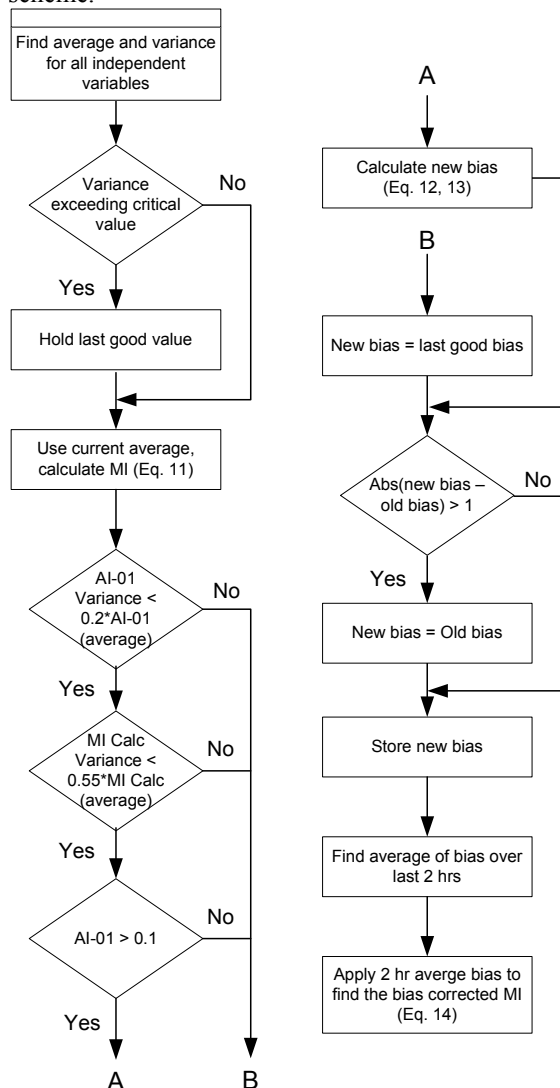 scheme.
Find average and variance
for all independent
variables
Variance
exceeding critical
value
No
Yes
Hold last good value
Use current average,
calculate MI (Eq. 11)
AI-01
Variance <
0.2*AI-01
(average)
No
Yes
MI Calc
Variance <
0.55*MI Calc
(average)
No
Yes
AI-01 > 0.1
No
Yes
A
B
A
Calculate new bias
(Eq. 12, 13)
B
New bias = last good bias
Abs(new bias –
old bias) > 1
No
Yes
New bias = Old bias
Store new bias
Find average of bias over
last 2 hrs
Apply 2 hr averge bias to
find the bias corrected MI
(Eq. 14)